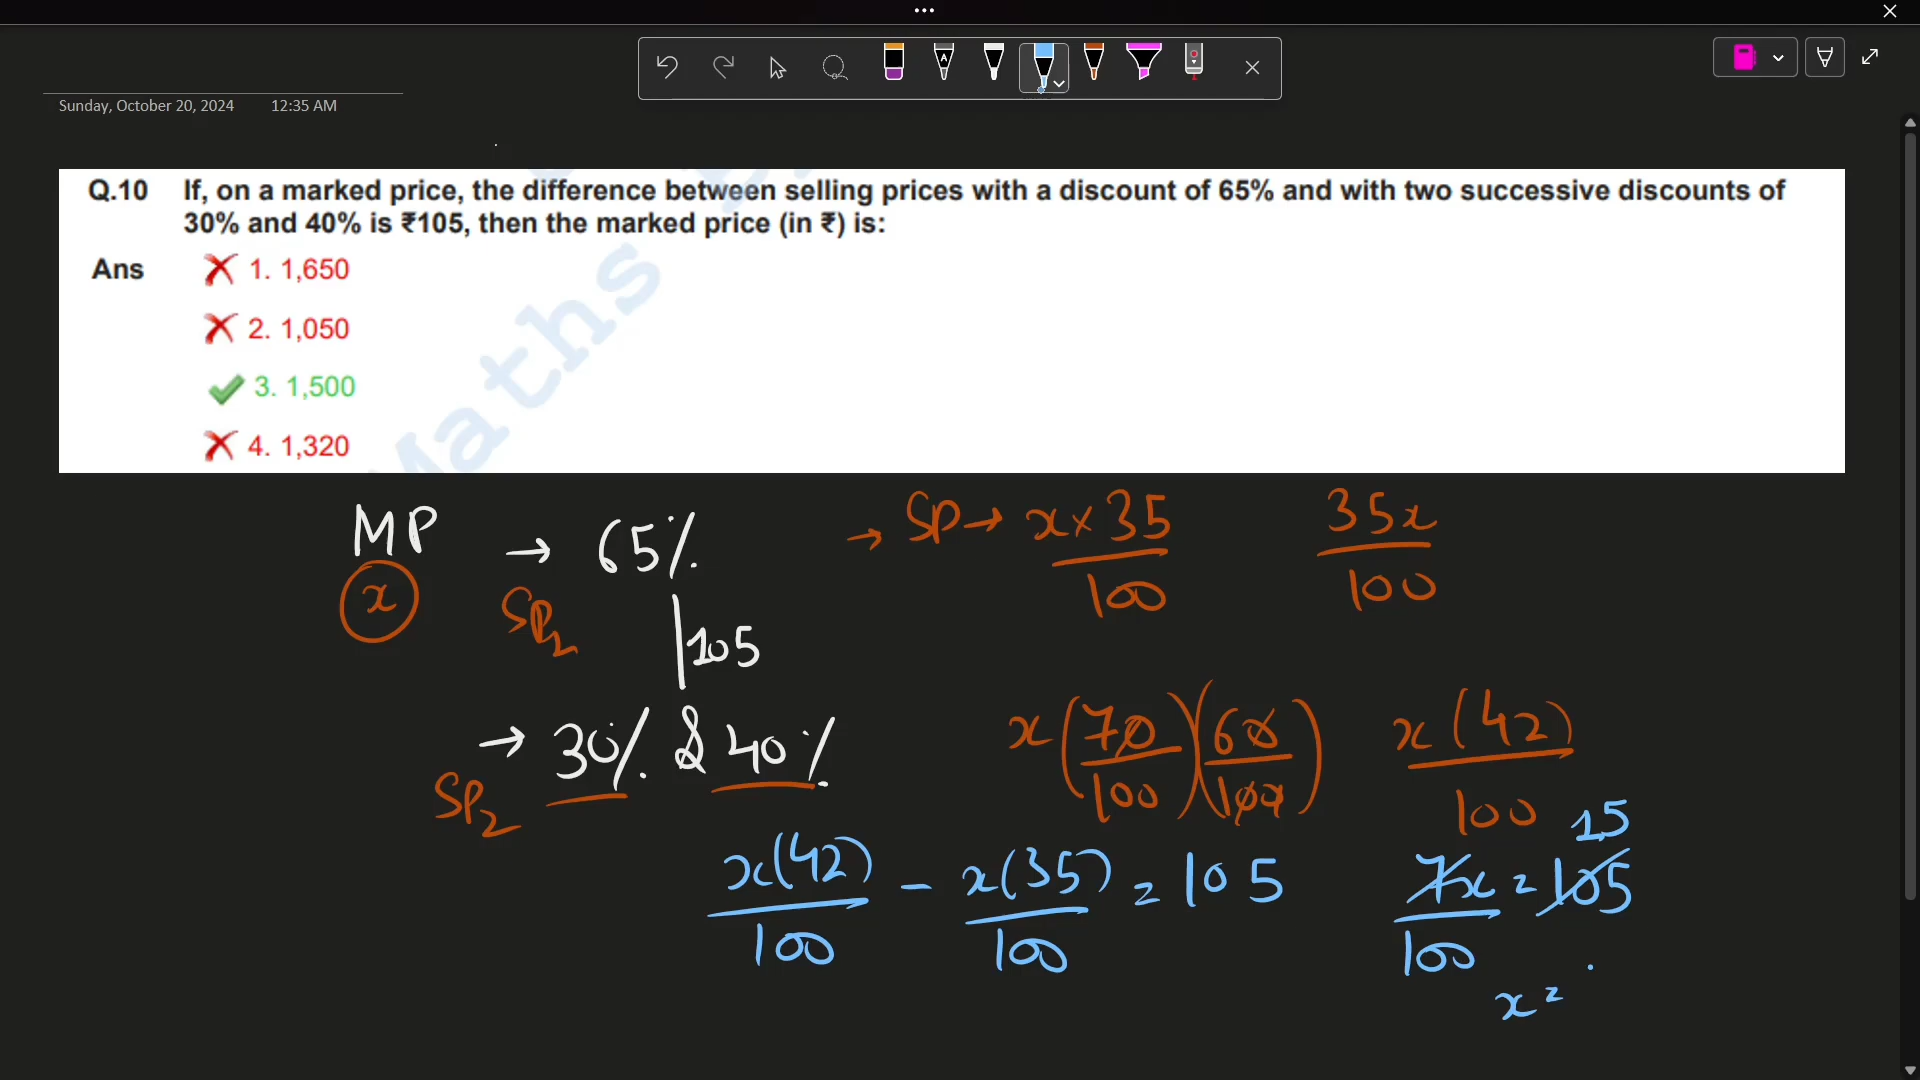 Sunday, October 20, 2024 12:35 AM
Q.10 If, on a marked price, the difference between selling prices with a discount of 65% and with two successive discounts of
30% and 40% is ₹105, then the marked price (in ₹) is:
Ans 1. 1,650
2. 1,050
3. 1,500
4. 1,320
Maths
MP → 65% → SP → x × 35 / 100 35x / 100
x SP2
105
→ 30% & 40% x (70/100) (60/100) x (42) / 100
SP2
x(42)/100 - x(35)/100 = 105 7x/100 = 105 15
x =